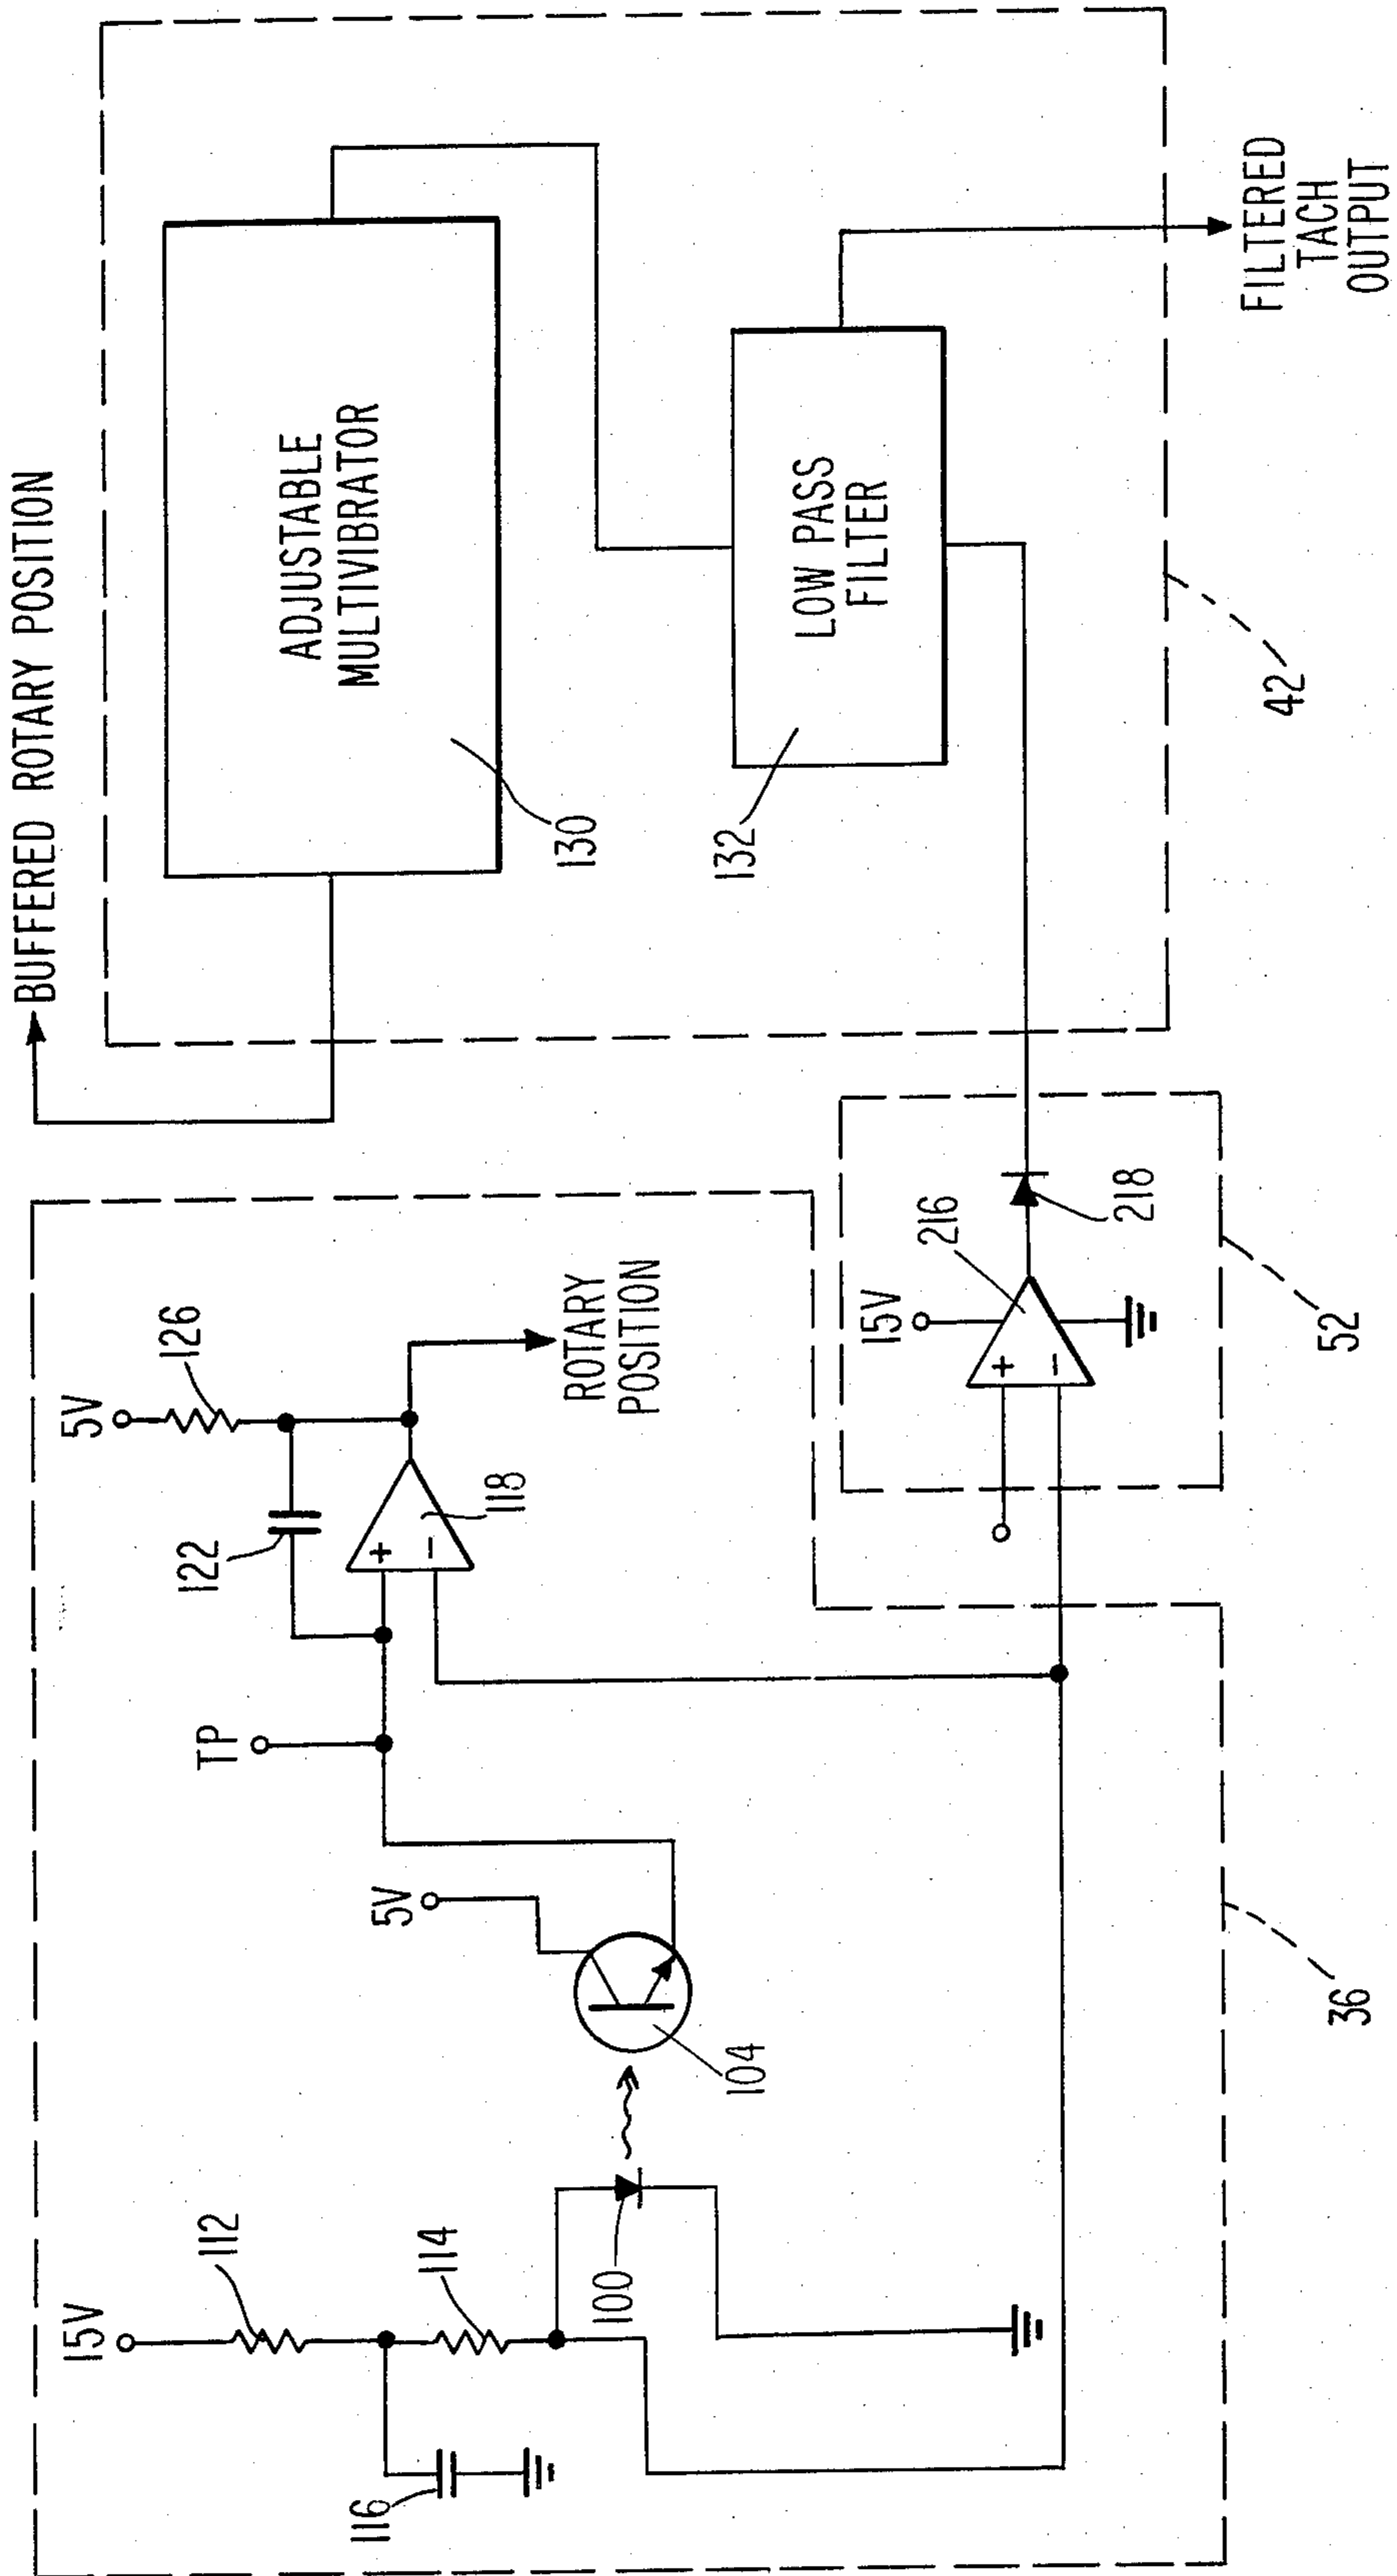 15V
112
116
114
100
104
5V
TP
122
5V
126
118
ROTARY
POSITION
+
-
36
BUFFERED ROTARY POSITION
ADJUSTABLE
MULTIVIBRATOR
130
LOW PASS
FILTER
132
42
FILTERED
TACH
OUTPUT
15V
216
+
-
218
52